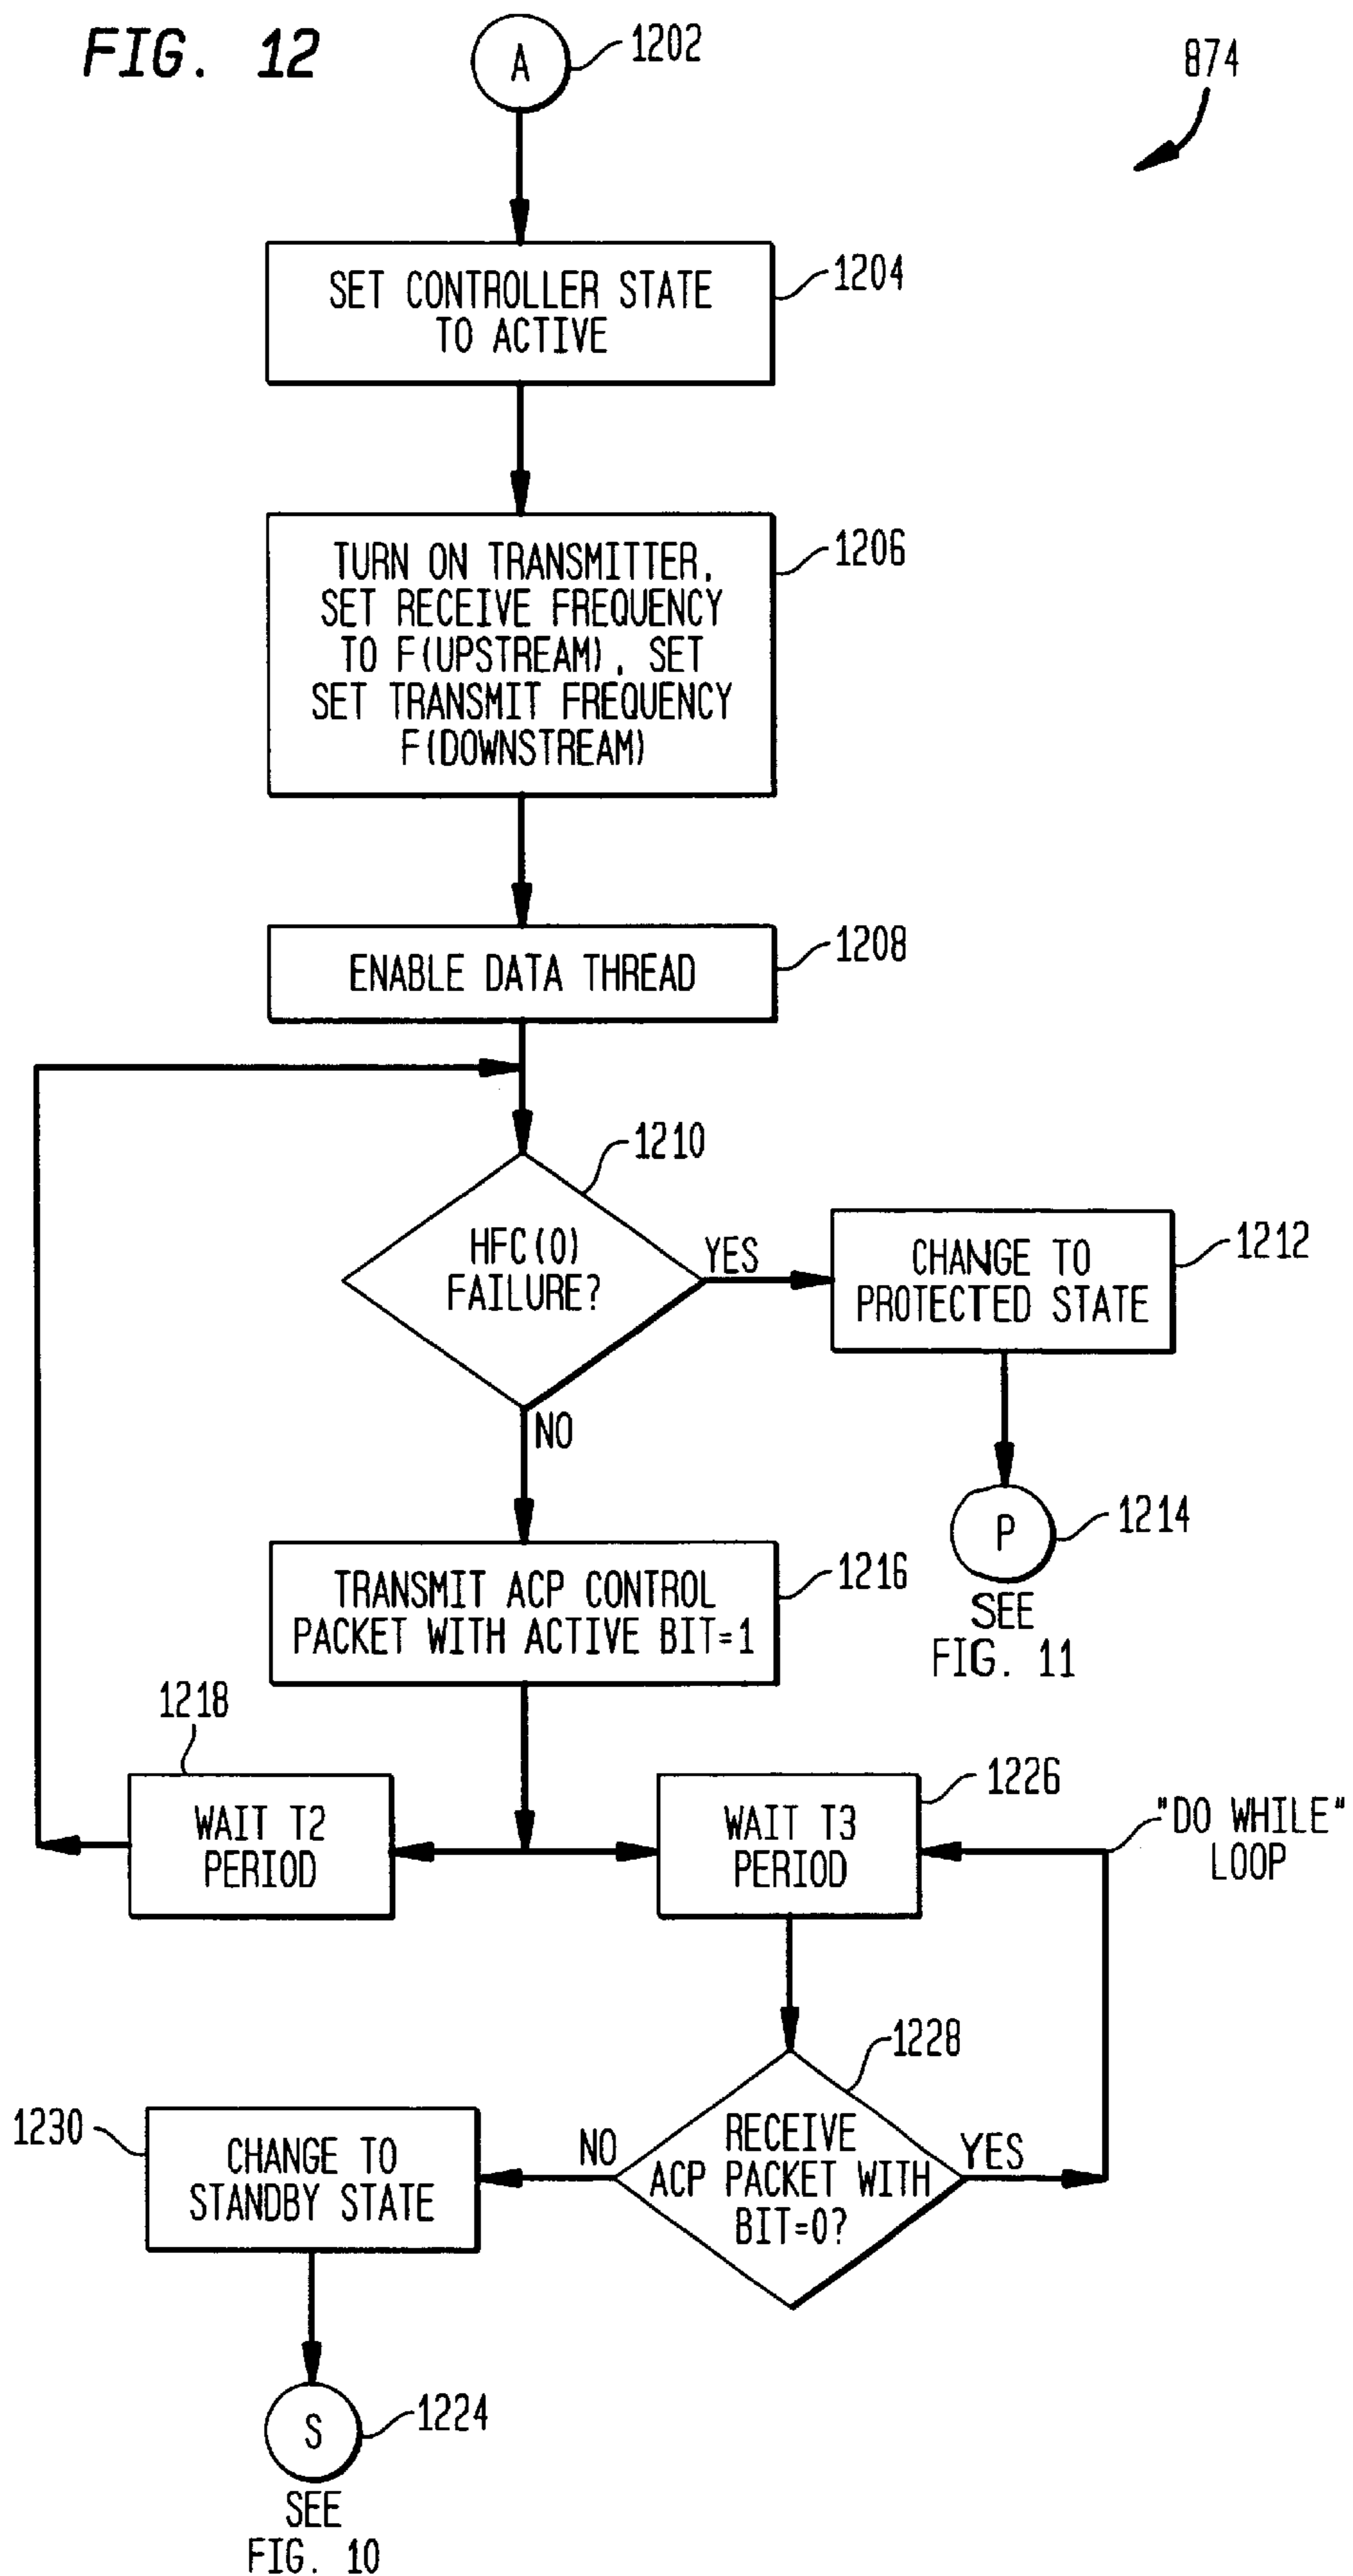 FIG. 12
A
1202
874
SET CONTROLLER STATE
TO ACTIVE
1204
TURN ON TRANSMITTER,
SET RECEIVE FREQUENCY
TO F(UPSTREAM), SET
SET TRANSMIT FREQUENCY
F(DOWNSTREAM)
1206
ENABLE DATA THREAD
1208
1210
HFC(0)
FAILURE?
YES
CHANGE TO
PROTECTED STATE
1212
NO
P
1214
SEE
FIG. 11
TRANSMIT ACP CONTROL
PACKET WITH ACTIVE BIT=1
1216
1218
WAIT T2
PERIOD
WAIT T3
PERIOD
1226
"DO WHILE"
LOOP
1228
RECEIVE
ACP PACKET WITH
BIT=0?
YES
NO
1230
CHANGE TO
STANDBY STATE
S
1224
SEE
FIG. 10